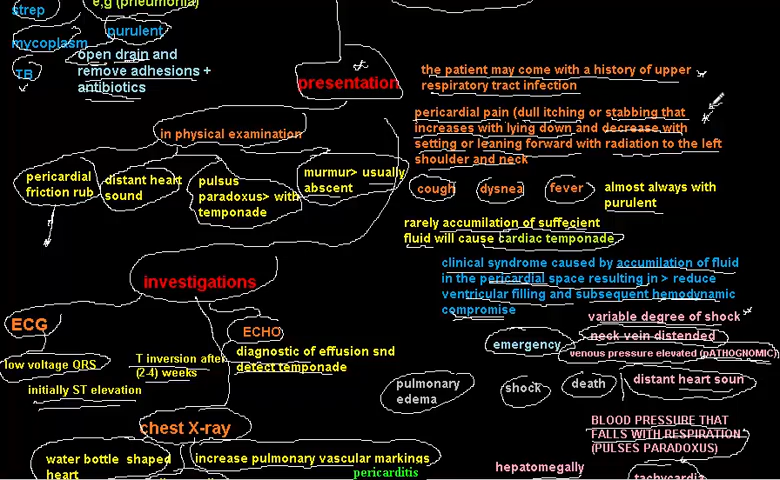 e,g (pneumonia)
strep
mycoplasm
TB
purulent
open drain and
remove adhesions +
antibiotics
presentation
the patient may come with a history of upper
respiratory tract infection
pericardial pain (dull itching or stabbing that
increases with lying down and decrease with
setting or leaning forward with radiation to the left
shoulder and neck
cough
dysnea
fever
almost always with
purulent
rarely accumilation of suffecient
fluid will cause cardiac temponade
clinical syndrome caused by accumilation of fluid
in the pericardial space resulting in > reduce
ventricular filling and subsequent hemodynamic
compromise
emergency
variable degree of shock
neck vein distended
venous pressure elevated (pATHOGNOMIC)
distant heart soun
pulmonary
edema
shock
death
BLOOD PRESSURE THAT
FALLS WITH RESPIRATION
(PULSES PARADOXUS)
hepatomegally
tachycardia
in physical examination
pericardial
friction rub
distant heart
sound
pulsus
paradoxus> with
temponade
murmur> usually
abscent
investigations
ECG
low voltage QRS
T inversion after
(2-4) weeks
initially ST elevation
ECHO
diagnostic of effusion snd
detect temponade
chest X-ray
water bottle shaped
heart
increase pulmonary vascular markings
pericarditis